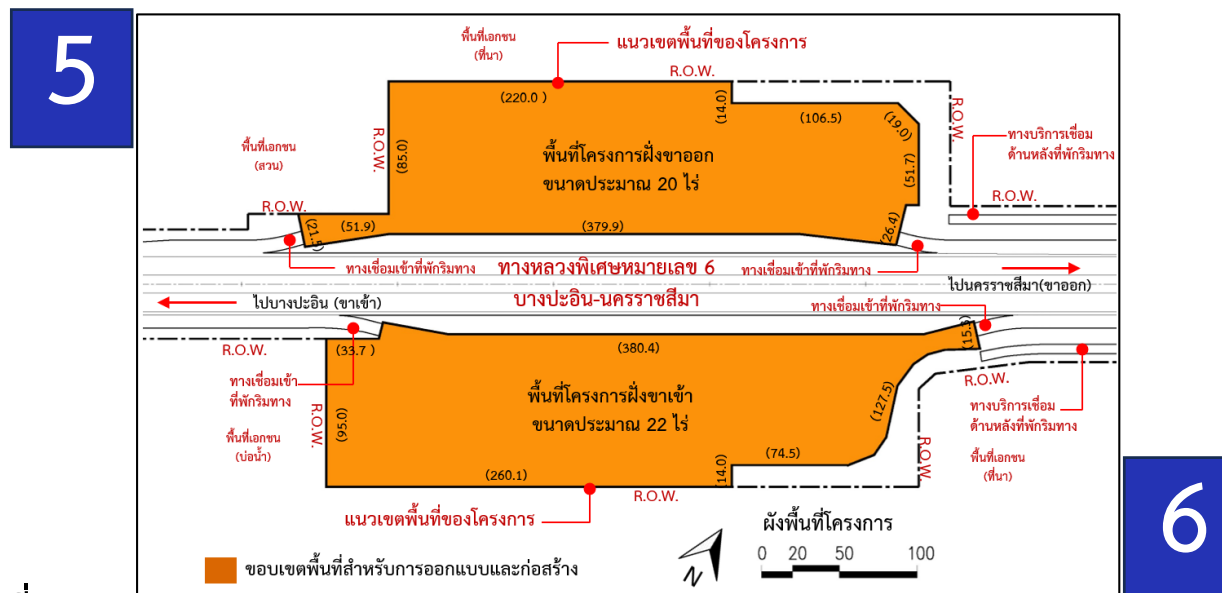 5
พื้นที่เอกชน
(ที่นา)
แนวเขตพื้นที่ของโครงการ
R.O.W.
(220.0 )
(14.0)
(106.5)
(19.0)
R.O.W.
ทางบริการเชื่อม
ด้านหลังที่พักริมทาง
R.O.W.
พื้นที่เอกชน
(สวน)
R.O.W.
(85.0)
พื้นที่โครงการฝั่งขาออก
ขนาดประมาณ 20 ไร่
(51.7)
R.O.W.
(21.5)
(51.9)
(379.9)
(26.4)
ทางเชื่อมเข้าที่พักริมทาง
ทางหลวงพิเศษหมายเลข 6
ทางเชื่อมเข้าที่พักริมทาง
ไปนครราชสีมา(ขาออก)
ไปบางปะอิน (ขาเข้า)
บางปะอิน-นครราชสีมา
ทางเชื่อมเข้าที่พักริมทาง
R.O.W.
(33.7 )
(380.4)
ทางเชื่อมเข้า
ที่พักริมทาง
R.O.W.
(95.0)
พื้นที่โครงการฝั่งขาเข้า
ขนาดประมาณ 22 ไร่
(127.5)
R.O.W.
ทางบริการเชื่อม
ด้านหลังที่พักริมทาง
พื้นที่เอกชน
(บ่อน้ำ)
(260.1)
(14.0)
(74.5)
R.O.W.
พื้นที่เอกชน
(ที่นา)
R.O.W.
แนวเขตพื้นที่ของโครงการ
6
ผังพื้นที่โครงการ
N
0 20 50 100
ขอบเขตพื้นที่สำหรับการออกแบบและก่อสร้าง